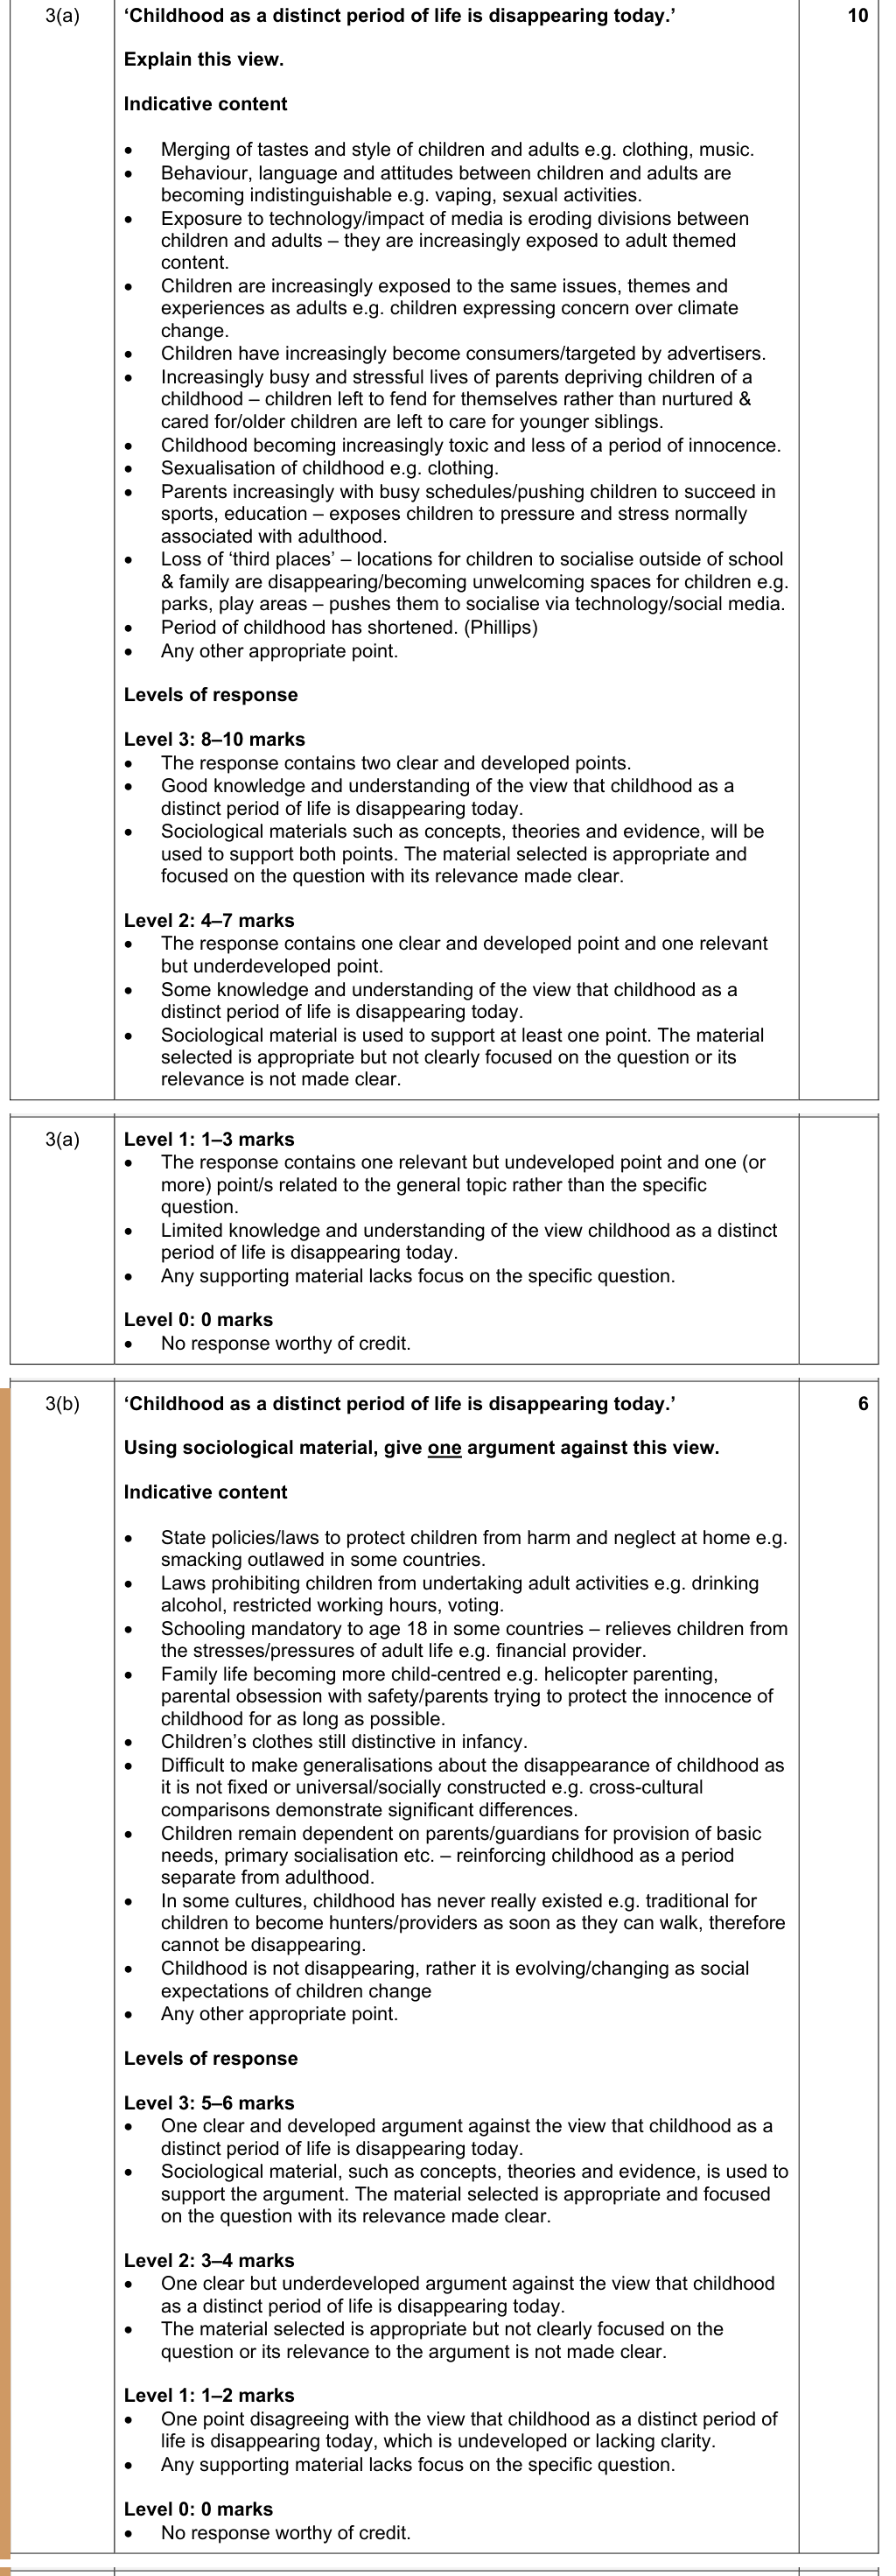 3(a) ‘Childhood as a distinct period of life is disappearing today.’ 10
Explain this view.
Indicative content
• Merging of tastes and style of children and adults e.g. clothing, music.
• Behaviour, language and attitudes between children and adults are
becoming indistinguishable e.g. vaping, sexual activities.
• Exposure to technology/impact of media is eroding divisions between
children and adults – they are increasingly exposed to adult themed
content.
• Children are increasingly exposed to the same issues, themes and
experiences as adults e.g. children expressing concern over climate
change.
• Children have increasingly become consumers/targeted by advertisers.
• Increasingly busy and stressful lives of parents depriving children of a
childhood – children left to fend for themselves rather than nurtured &
cared for/older children are left to care for younger siblings.
• Childhood becoming increasingly toxic and less of a period of innocence.
• Sexualisation of childhood e.g. clothing.
• Parents increasingly with busy schedules/pushing children to succeed in
sports, education – exposes children to pressure and stress normally
associated with adulthood.
• Loss of ‘third places’ – locations for children to socialise outside of school
& family are disappearing/becoming unwelcoming spaces for children e.g.
parks, play areas – pushes them to socialise via technology/social media.
• Period of childhood has shortened. (Phillips)
• Any other appropriate point.
Levels of response
Level 3: 8–10 marks
• The response contains two clear and developed points.
• Good knowledge and understanding of the view that childhood as a
distinct period of life is disappearing today.
• Sociological materials such as concepts, theories and evidence, will be
used to support both points. The material selected is appropriate and
focused on the question with its relevance made clear.
Level 2: 4–7 marks
• The response contains one clear and developed point and one relevant
but underdeveloped point.
• Some knowledge and understanding of the view that childhood as a
distinct period of life is disappearing today.
• Sociological material is used to support at least one point. The material
selected is appropriate but not clearly focused on the question or its
relevance is not made clear.
3(a) Level 1: 1–3 marks
• The response contains one relevant but undeveloped point and one (or
more) point/s related to the general topic rather than the specific
question.
• Limited knowledge and understanding of the view childhood as a distinct
period of life is disappearing today.
• Any supporting material lacks focus on the specific question.
Level 0: 0 marks
• No response worthy of credit.
3(b) ‘Childhood as a distinct period of life is disappearing today.’ 6
Using sociological material, give one argument against this view.
Indicative content
• State policies/laws to protect children from harm and neglect at home e.g.
smacking outlawed in some countries.
• Laws prohibiting children from undertaking adult activities e.g. drinking
alcohol, restricted working hours, voting.
• Schooling mandatory to age 18 in some countries – relieves children from
the stresses/pressures of adult life e.g. financial provider.
• Family life becoming more child-centred e.g. helicopter parenting,
parental obsession with safety/parents trying to protect the innocence of
childhood for as long as possible.
• Children’s clothes still distinctive in infancy.
• Difficult to make generalisations about the disappearance of childhood as
it is not fixed or universal/socially constructed e.g. cross-cultural
comparisons demonstrate significant differences.
• Children remain dependent on parents/guardians for provision of basic
needs, primary socialisation etc. – reinforcing childhood as a period
separate from adulthood.
• In some cultures, childhood has never really existed e.g. traditional for
children to become hunters/providers as soon as they can walk, therefore
cannot be disappearing.
• Childhood is not disappearing, rather it is evolving/changing as social
expectations of children change
• Any other appropriate point.
Levels of response
Level 3: 5–6 marks
• One clear and developed argument against the view that childhood as a
distinct period of life is disappearing today.
• Sociological material, such as concepts, theories and evidence, is used to
support the argument. The material selected is appropriate and focused
on the question with its relevance made clear.
Level 2: 3–4 marks
• One clear but underdeveloped argument against the view that childhood
as a distinct period of life is disappearing today.
• The material selected is appropriate but not clearly focused on the
question or its relevance to the argument is not made clear.
Level 1: 1–2 marks
• One point disagreeing with the view that childhood as a distinct period of
life is disappearing today, which is undeveloped or lacking clarity.
• Any supporting material lacks focus on the specific question.
Level 0: 0 marks
• No response worthy of credit.